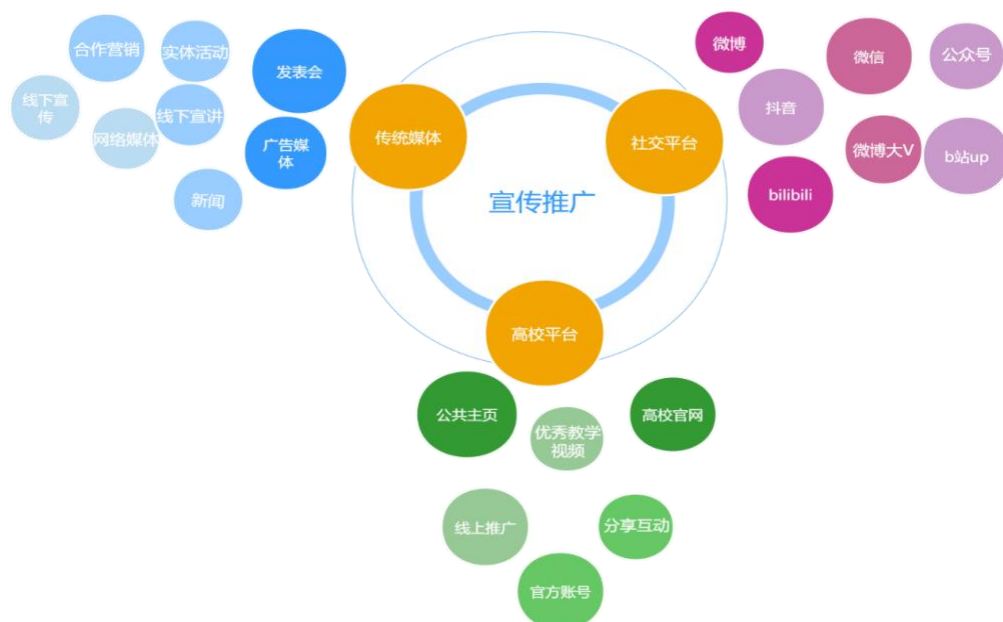 合作营销
实体活动
发表会
线下宣
传
网络媒体
线下宣讲
广告媒
体
新闻
传统媒体
社交平台
宣传推广
高校平台
微博
微信
公众号
抖音
微博大V
b站up
bilibili
公共主页
优秀教学
视频
高校官网
线上推广
分享互动
官方账号